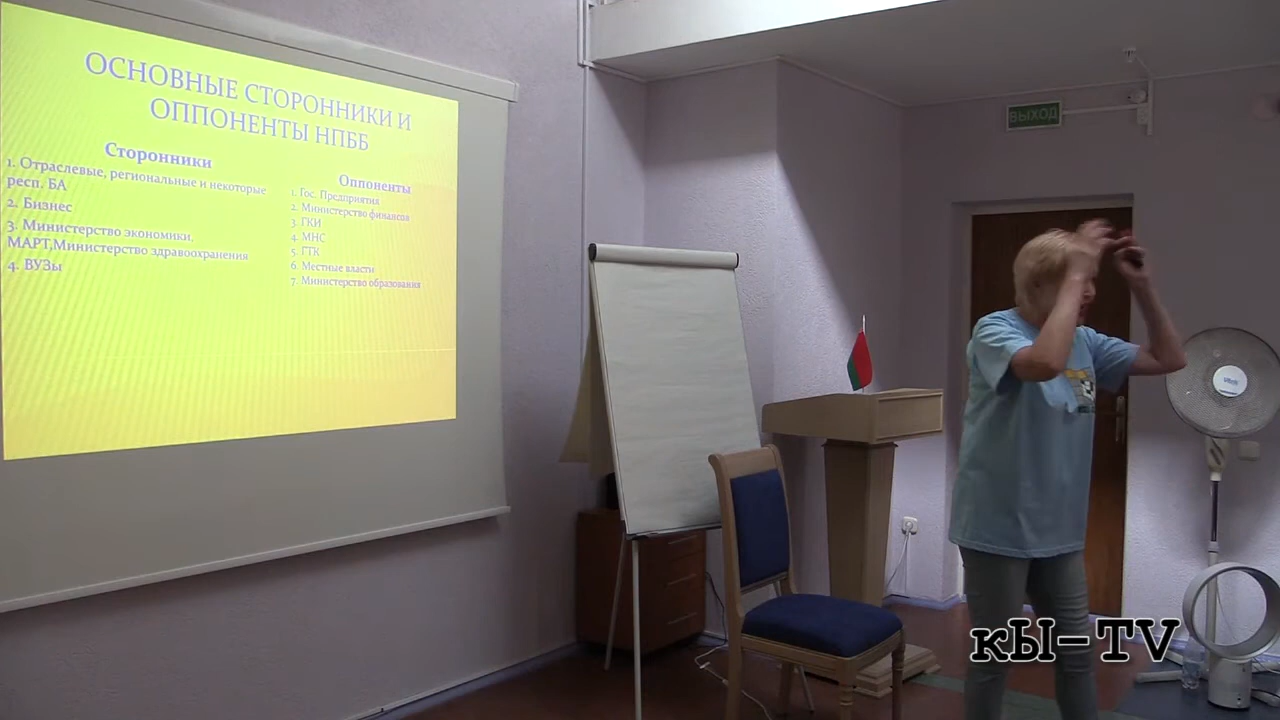 ОСНОВНЫЕ СТОРОННИКИ И
ОППОНЕНТЫ НПББ
Сторонники
1. Отраслевые, региональные и некоторые
респ. БА
2. Бизнес
3. Министерство экономики,
МАРТ,Министерство здравоохранения
4. ВУЗы
Оппоненты
1. Гос. Предприятия
2. Министерство финансов
3. ГКИ
4. МНС
5. ГТК
6. Местные власти
7. Министерство образования
ВЫХОД
кЫ-TV